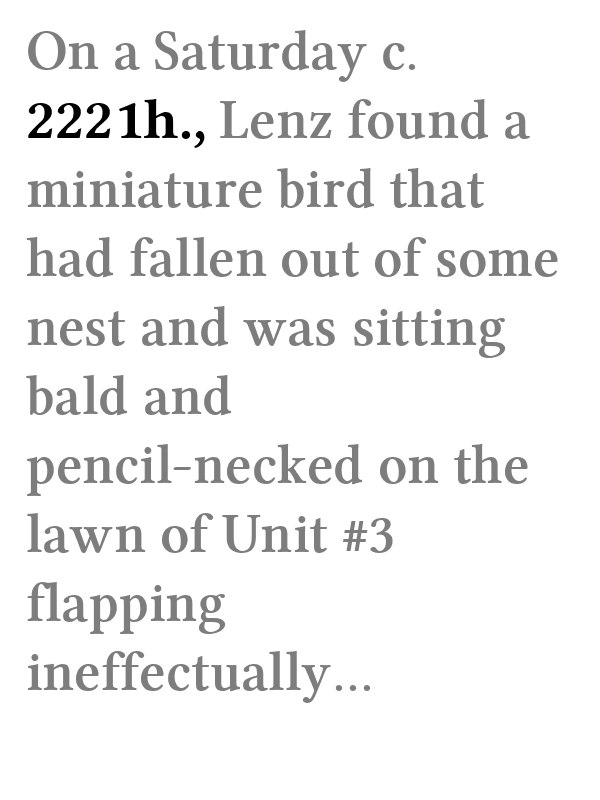 On a Saturday c.
2221h., Lenz found a
miniature bird that
had fallen out of some
nest and was sitting
bald and
pencil-necked on the
lawn of Unit #3
flapping
ineffectually...